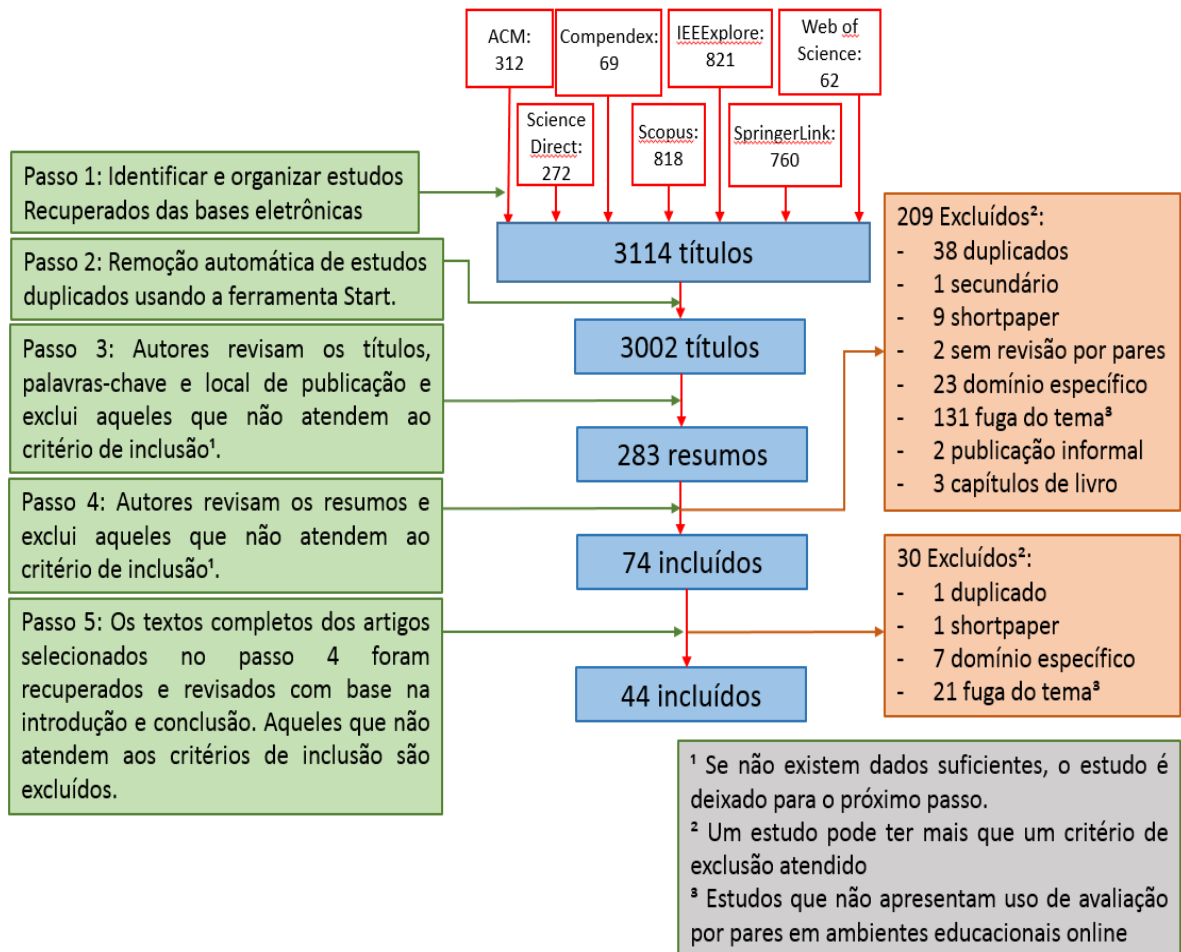 ACM:
312
Compendex:
69
IEEExplore:
821
Web of
Science:
62
Science
Direct:
272
Scopus:
818
SpringerLink:
760
Passo 1: Identificar e organizar estudos
Recuperados das bases eletrônicas
3114 títulos
Passo 2: Remoção automática de estudos
duplicados usando a ferramenta Start.
3002 títulos
Passo 3: Autores revisam os títulos,
palavras-chave e local de publicação e
exclui aqueles que não atendem ao
critério de inclusão¹.
283 resumos
209 Excluídos²:
- 38 duplicados
- 1 secundário
- 9 shortpaper
- 2 sem revisão por pares
- 23 domínio específico
- 131 fuga do tema³
- 2 publicação informal
- 3 capítulos de livro
Passo 4: Autores revisam os resumos e
exclui aqueles que não atendem ao
critério de inclusão¹.
74 incluídos
30 Excluídos²:
- 1 duplicado
- 1 shortpaper
- 7 domínio específico
- 21 fuga do tema³
Passo 5: Os textos completos dos artigos
selecionados no passo 4 foram
recuperados e revisados com base na
introdução e conclusão. Aqueles que não
atendem aos critérios de inclusão são
excluídos.
44 incluídos
¹ Se não existem dados suficientes, o estudo é
deixado para o próximo passo.
² Um estudo pode ter mais que um critério de
exclusão atendido
³ Estudos que não apresentam uso de avaliação
por pares em ambientes educacionais online